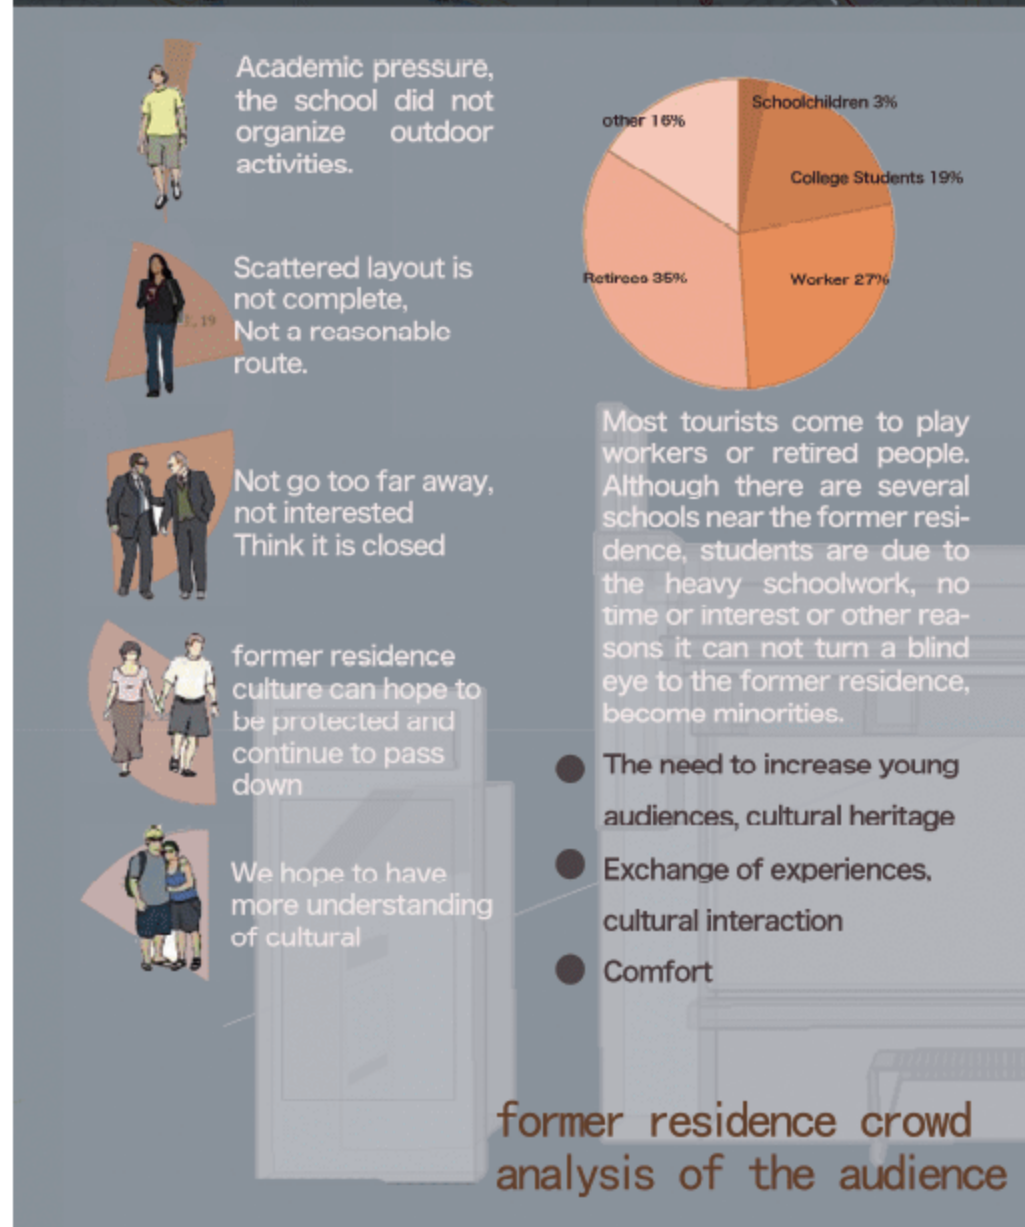 Academic pressure,
the school did not
organize outdoor
activities.
Scattered layout is
not complete,
Not a reasonable
route.
1, 19
Not go too far away,
not interested
Think it is closed
former residence
culture can hope to
be protected and
continue to pass
down
We hope to have
more understanding
of cultural
Schoolchildren 3%
other 16%
College Students 19%
Retirees 35%
Worker 27%
Most tourists come to play
workers or retired people.
Although there are several
schools near the former resi-
dence, students are due to
the heavy schoolwork, no
time or interest or other rea-
sons it can not turn a blind
eye to the former residence,
become minorities.
The need to increase young
audiences, cultural heritage
Exchange of experiences,
cultural interaction
Comfort
former residence crowd
analysis of the audience